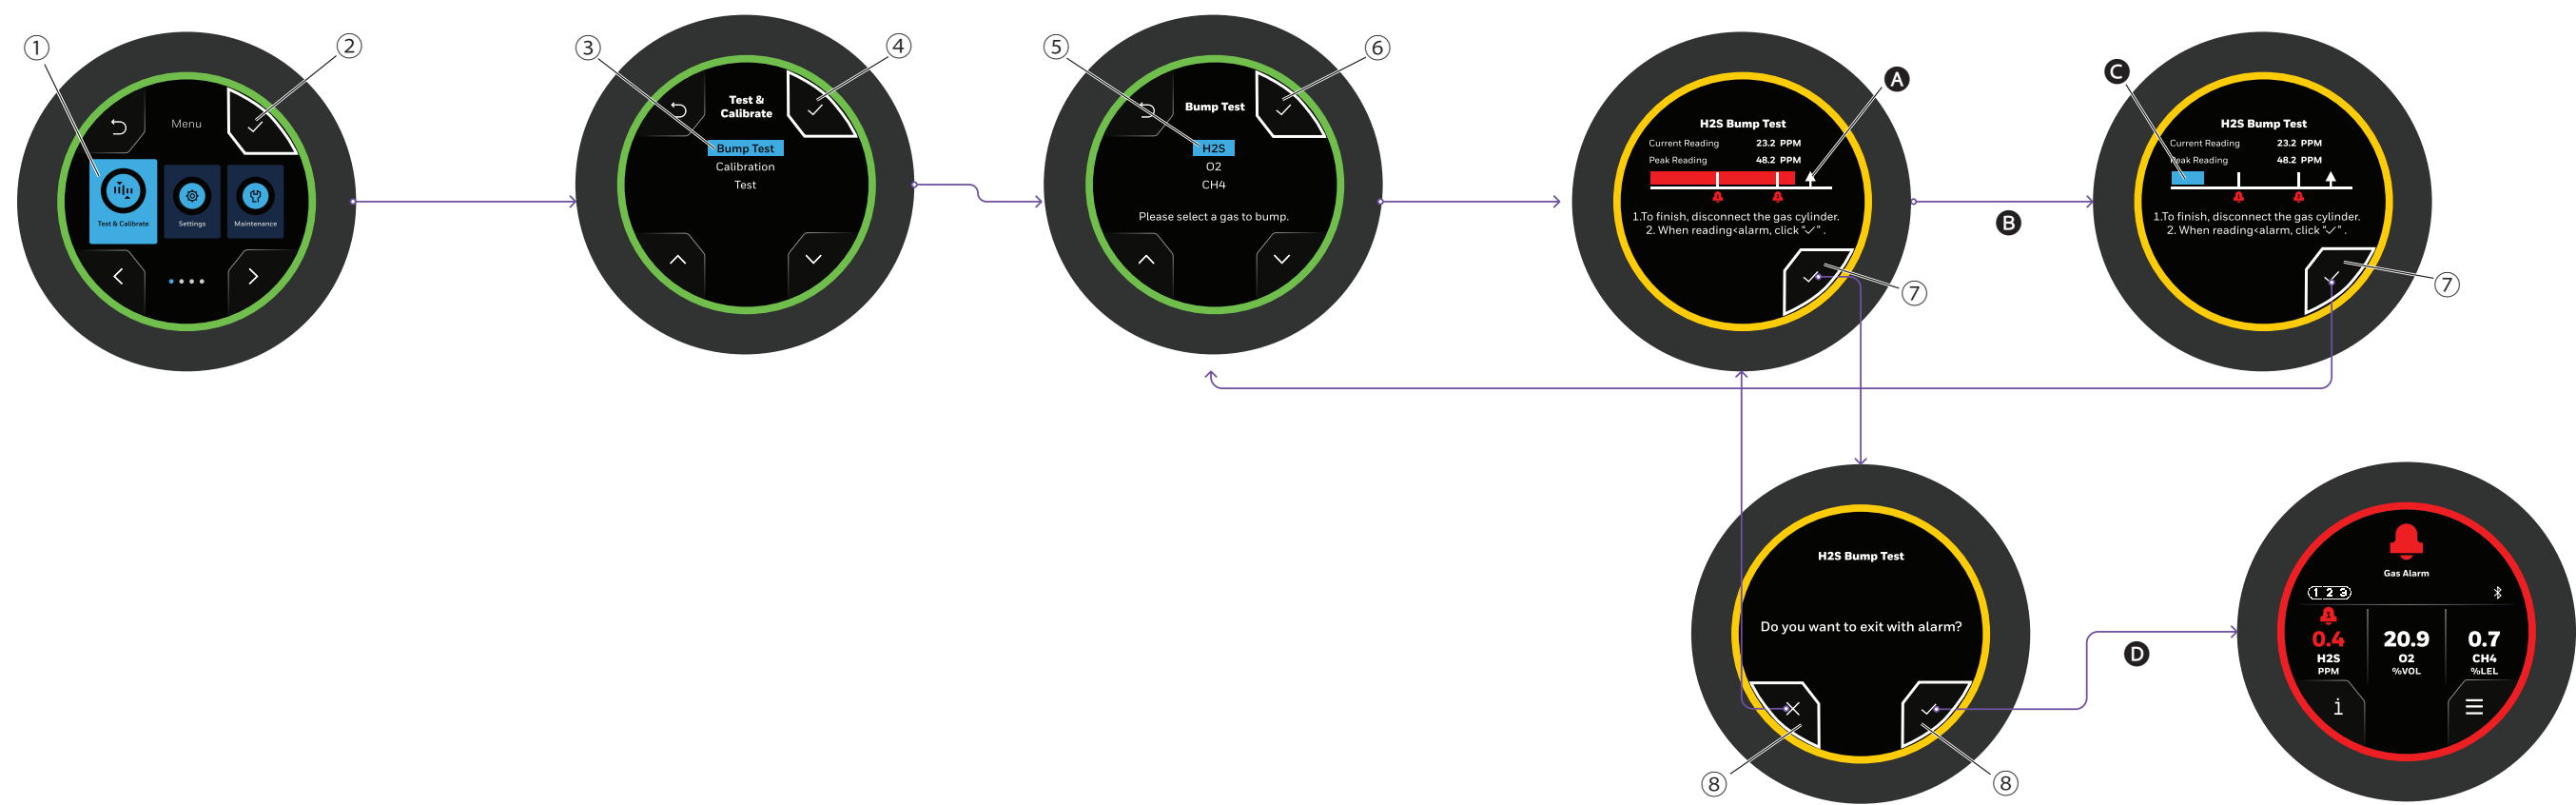 ① ②
Menu
Test & Calibrate Settings Maintenance
③ ④
Test &
Calibrate
Bump Test
Calibration
Test
⑤ ⑥
Bump Test
H2S
O2
CH4
Please select a gas to bump.
A
H2S Bump Test
Current Reading 23.2 PPM
Peak Reading 48.2 PPM
1.To finish, disconnect the gas cylinder.
2. When reading<alarm, click "✓" .
⑦
B
C
H2S Bump Test
Current Reading 23.2 PPM
Peak Reading 48.2 PPM
1.To finish, disconnect the gas cylinder.
2. When reading<alarm, click "✓" .
⑦
H2S Bump Test
Do you want to exit with alarm?
⑧ ⑧
D
Gas Alarm
1 2 3
1
0.4 20.9 0.7
H2S O2 CH4
PPM %VOL %LEL
i